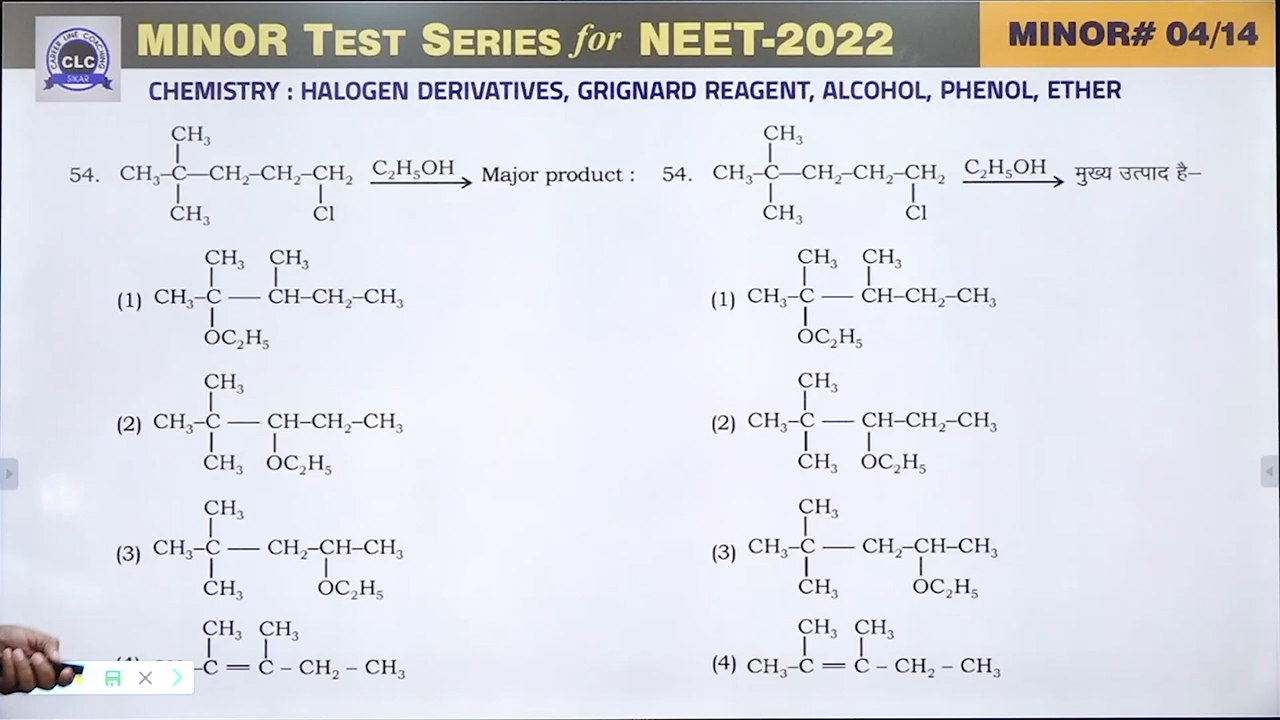 CAREER LINE COACHING
CLC
SIKAR
MINOR TEST SERIES for NEET-2022
MINOR# 04/14
CHEMISTRY : HALOGEN DERIVATIVES, GRIGNARD REAGENT, ALCOHOL, PHENOL, ETHER
CH₃
54. CH₃–C—CH₂–CH₂–CH₂ C₂H₅OH Major product :
CH₃ Cl
CH₃ CH₃
(1) CH₃–C — CH–CH₂–CH₃
OC₂H₅
CH₃
(2) CH₃–C — CH–CH₂–CH₃
CH₃ OC₂H₅
CH₃
(3) CH₃–C — CH₂–CH–CH₃
CH₃ OC₂H₅
CH₃ CH₃
C = C – CH₂ – CH₃
CH₃
54. CH₃–C—CH₂–CH₂–CH₂ C₂H₅OH मुख्य उत्पाद है–
CH₃ Cl
CH₃ CH₃
(1) CH₃–C — CH–CH₂–CH₃
OC₂H₅
CH₃
(2) CH₃–C — CH–CH₂–CH₃
CH₃ OC₂H₅
CH₃
(3) CH₃–C — CH₂–CH–CH₃
CH₃ OC₂H₅
CH₃ CH₃
(4) CH₃–C = C – CH₂ – CH₃